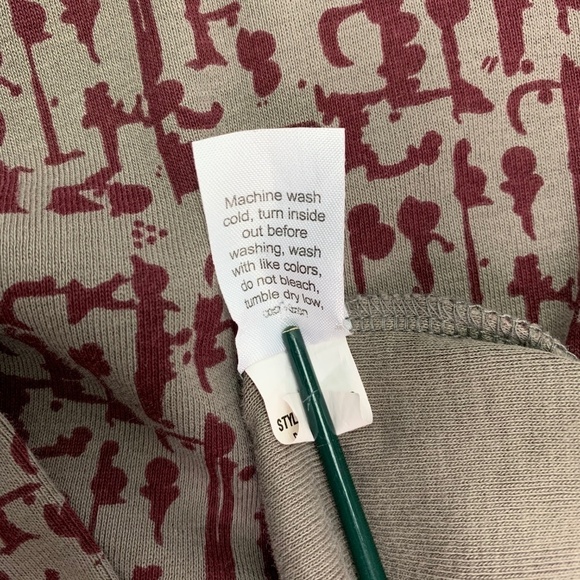 Machine wash
cold, turn inside
out before
washing, wash
with like colors,
do not bleach,
tumble dry low,
STYL